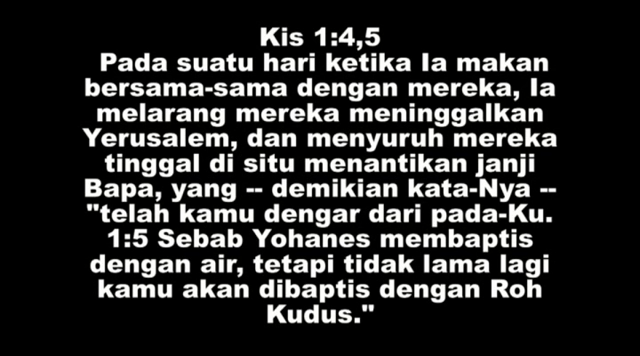 Kis 1:4,5
Pada suatu hari ketika Ia makan
bersama-sama dengan mereka, Ia
melarang mereka meninggalkan
Yerusalem, dan menyuruh mereka
tinggal di situ menantikan janji
Bapa, yang -- demikian kata-Nya --
"telah kamu dengar dari pada-Ku.
1:5 Sebab Yohanes membaptis
dengan air, tetapi tidak lama lagi
kamu akan dibaptis dengan Roh
Kudus."